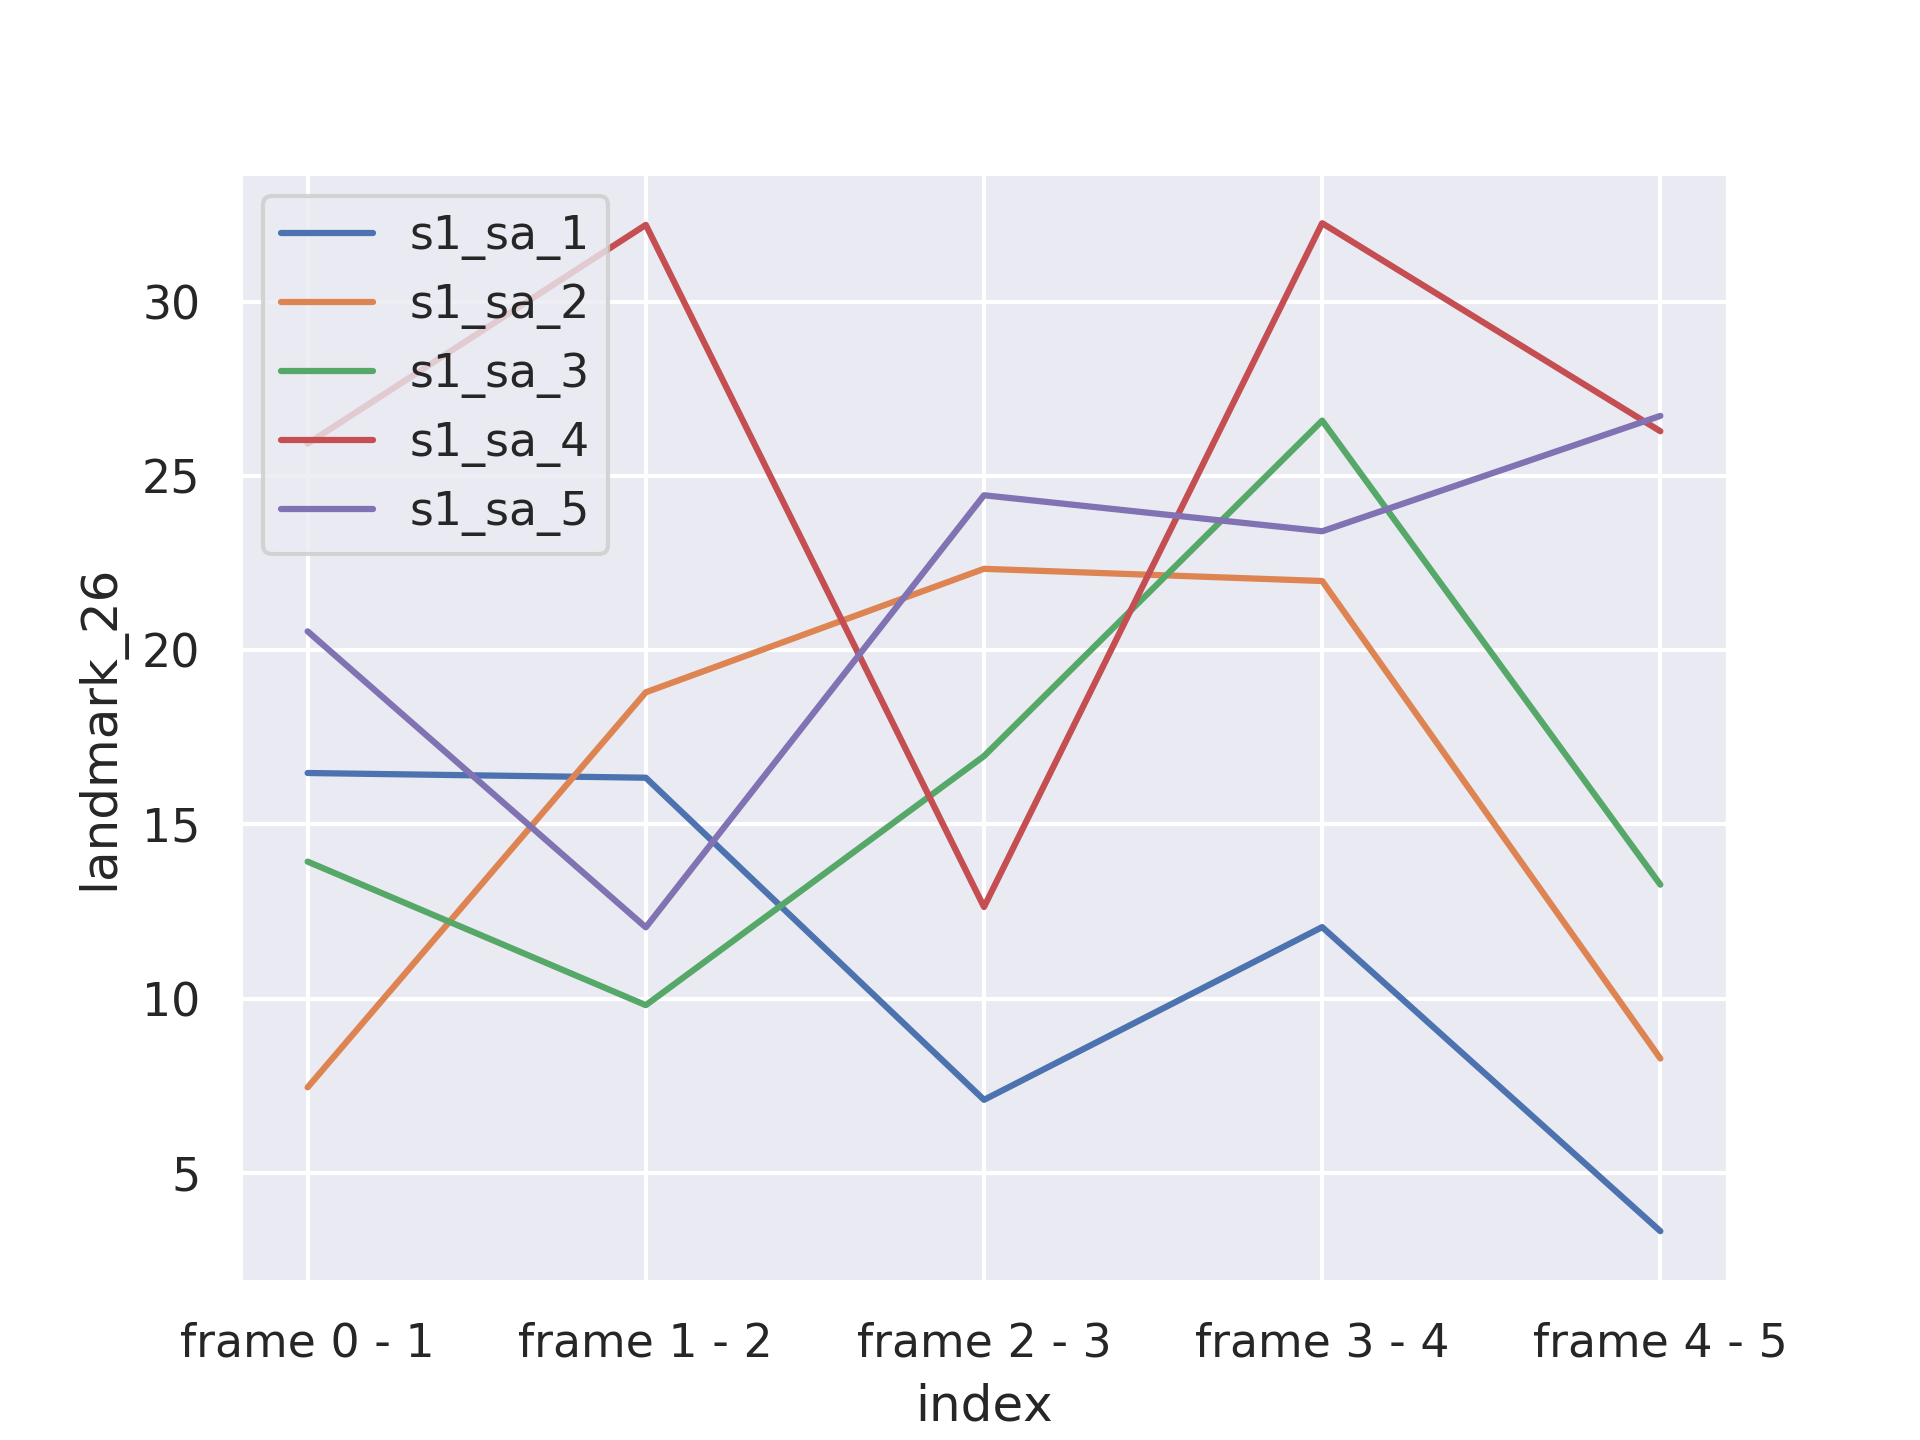 s1_sa_1
s1_sa_2
s1_sa_3
s1_sa_4
s1_sa_5
landmark_26
30
25
20
15
10
5
frame 0 - 1
frame 1 - 2
frame 2 - 3
frame 3 - 4
frame 4 - 5
index